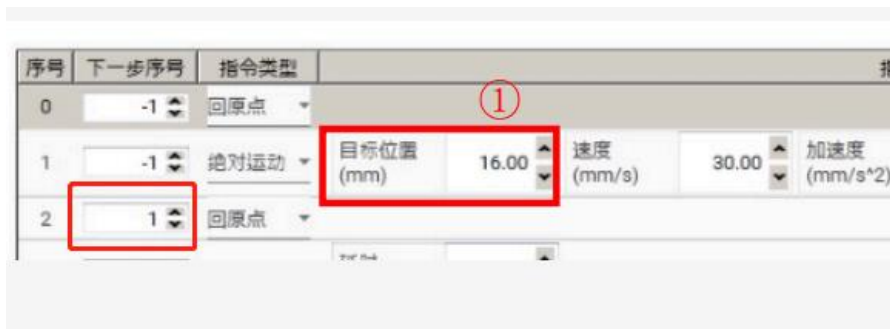 序号 下一步序号 指令类型
①
0 -1 回原点
1 -1 绝对运动 目标位置 (mm) 16.00 速度 (mm/s) 30.00 加速度 (mm/s^2)
2 1 回原点